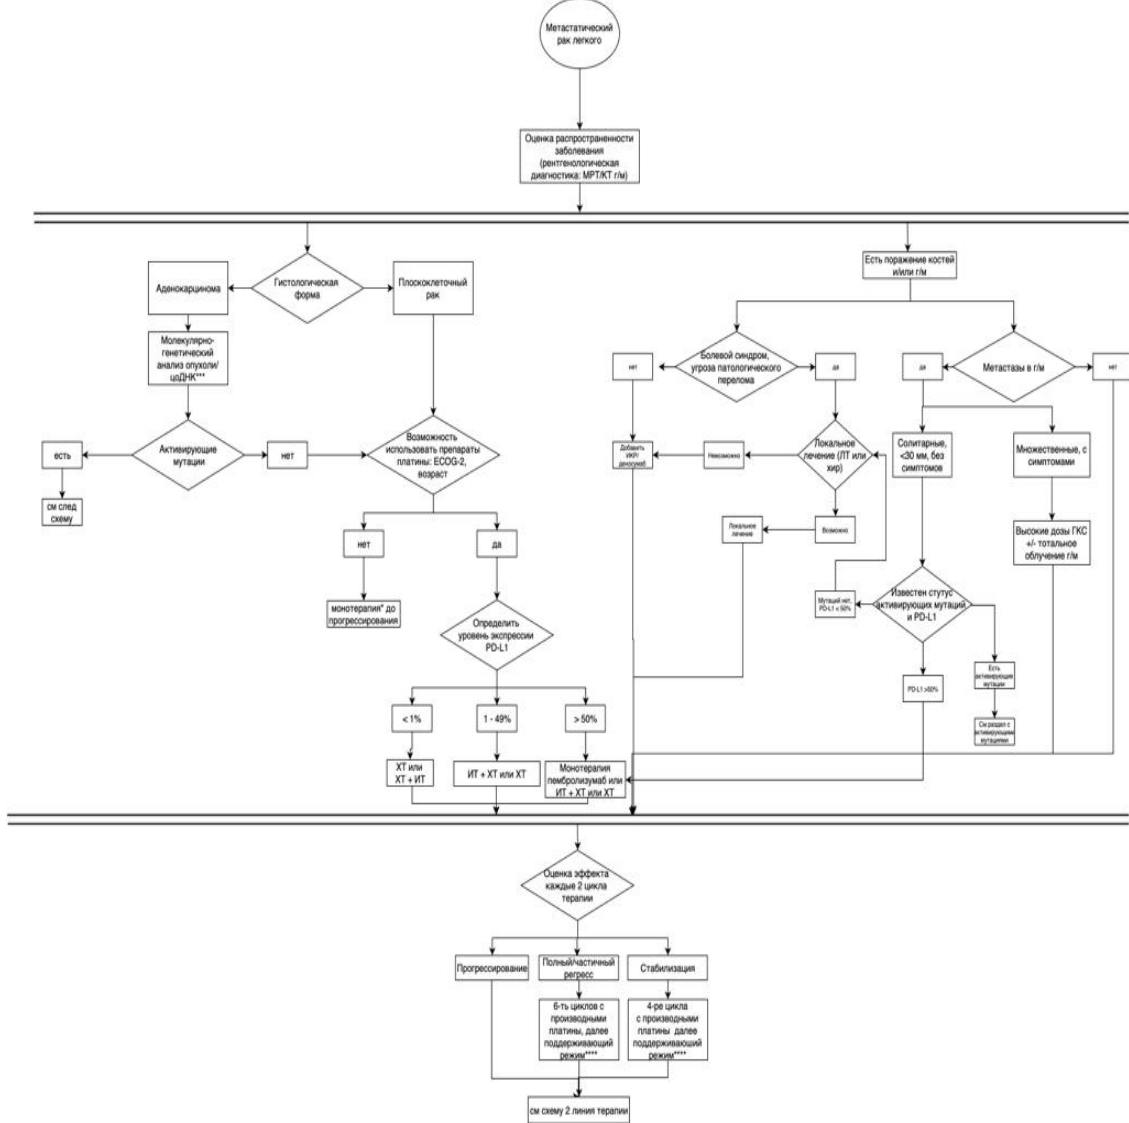 Метастатический
рак легкого
Оценка распространенности
заболевания
(рентгенологическая
диагностика: МРТ/КТ г/м)
Аденокарцинома
Гистологическая
форма
Плоскоклеточный
рак
Молекулярно-
генетический
анализ опухоли/
цоДНК***
есть
Активирующие
мутации
нет
Возможность
использовать препараты
платины: ECOG-2,
возраст
см след
схему
нет
да
монотерапия* до
прогрессирования
Определить
уровень экспрессии
PD-L1
< 1%
1 - 49%
> 50%
ХТ или
ХТ + ИТ
ИТ + ХТ или ХТ
Монотерапия
пембролизумаб или
ИТ + ХТ или ХТ
Есть поражение костей
и/или г/м
нет
Болевой синдром,
угроза патологического
перелома
да
да
Метастазы в г/м
нет
Добавить
ИКР/
деносумаб
Невозможно
Локальное
лечение (ЛТ или
хир)
Солитарные,
<30 мм, без
симптомов
Множественные, с
симптомами
Локальное
лечение
Возможно
Высокие дозы ГКС
+/- тотальное
облучение г/м
Мутаций нет,
PD-L1 < 50%
Известен стутус
активирующих мутаций
и PD-L1
Есть
активирующие
мутации
PD-L1 >50%
См раздел с
активирующими
мутациями
Оценка эффекта
каждые 2 цикла
терапии
Прогрессирование
Полный/частичный
регресс
Стабилизация
6-ть циклов с
производными
платины, далее
поддерживающий
режим****
4-ре цикла
с производными
платины далее
поддерживающий
режим****
см схему 2 линия терапии